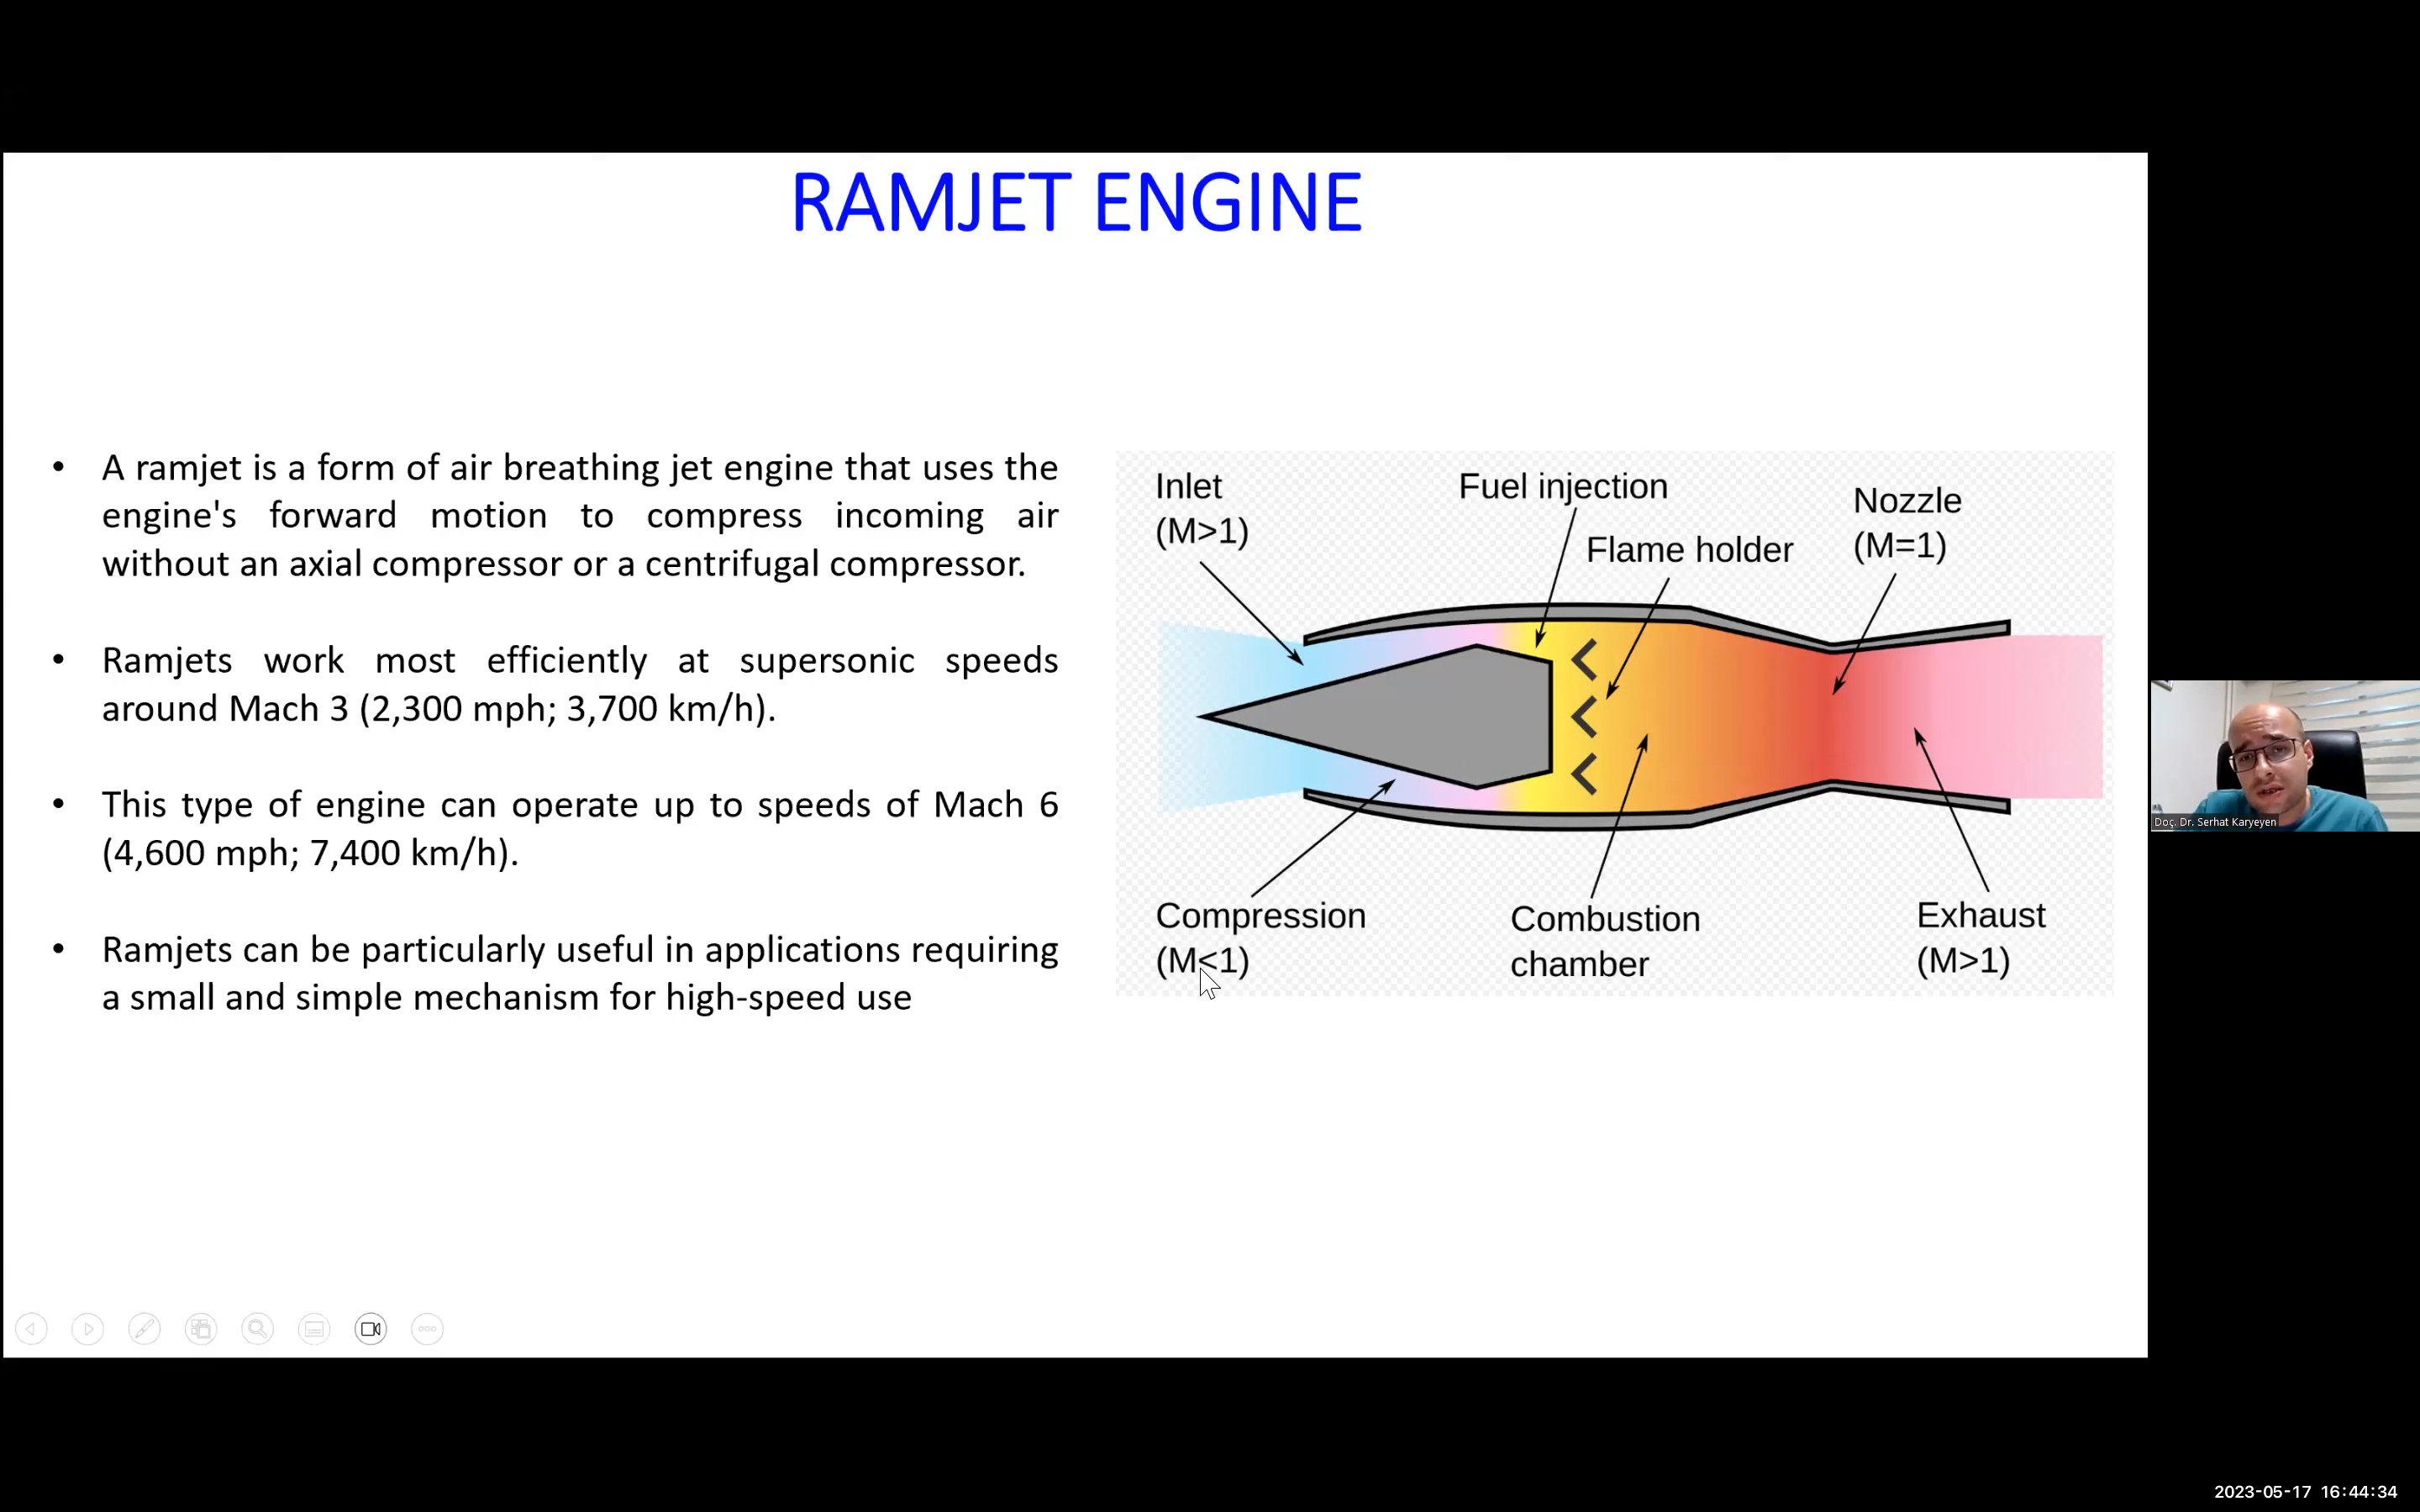 RAMJET ENGINE
• A ramjet is a form of air breathing jet engine that uses the
engine's forward motion to compress incoming air
without an axial compressor or a centrifugal compressor.
• Ramjets work most efficiently at supersonic speeds
around Mach 3 (2,300 mph; 3,700 km/h).
• This type of engine can operate up to speeds of Mach 6
(4,600 mph; 7,400 km/h).
• Ramjets can be particularly useful in applications requiring
a small and simple mechanism for high-speed use
Inlet
(M>1)
Fuel injection
Flame holder
Nozzle
(M=1)
Compression
(M<1)
Combustion
chamber
Exhaust
(M>1)
Doç. Dr. Serhat Karyeyen
2023-05-17 16:44:34